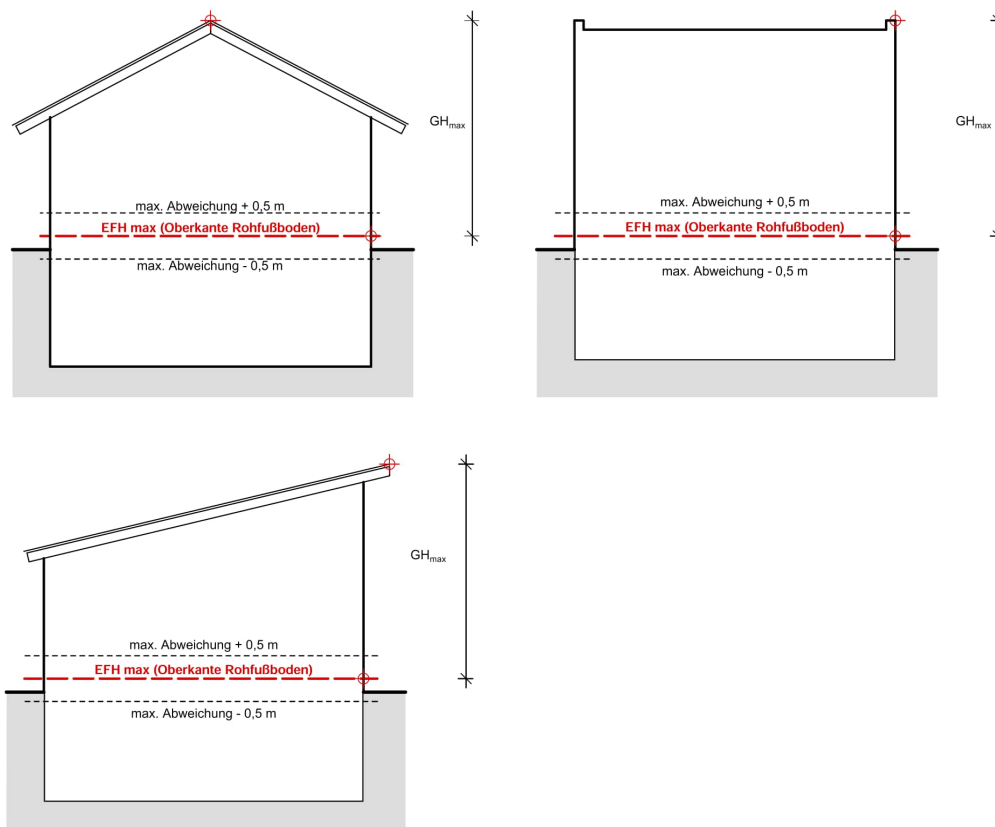 GHmax
max. Abweichung + 0,5 m
EFH max (Oberkante Rohfußboden)
max. Abweichung - 0,5 m
GHmax
max. Abweichung + 0,5 m
EFH max (Oberkante Rohfußboden)
max. Abweichung - 0,5 m
GHmax
max. Abweichung + 0,5 m
EFH max (Oberkante Rohfußboden)
max. Abweichung - 0,5 m